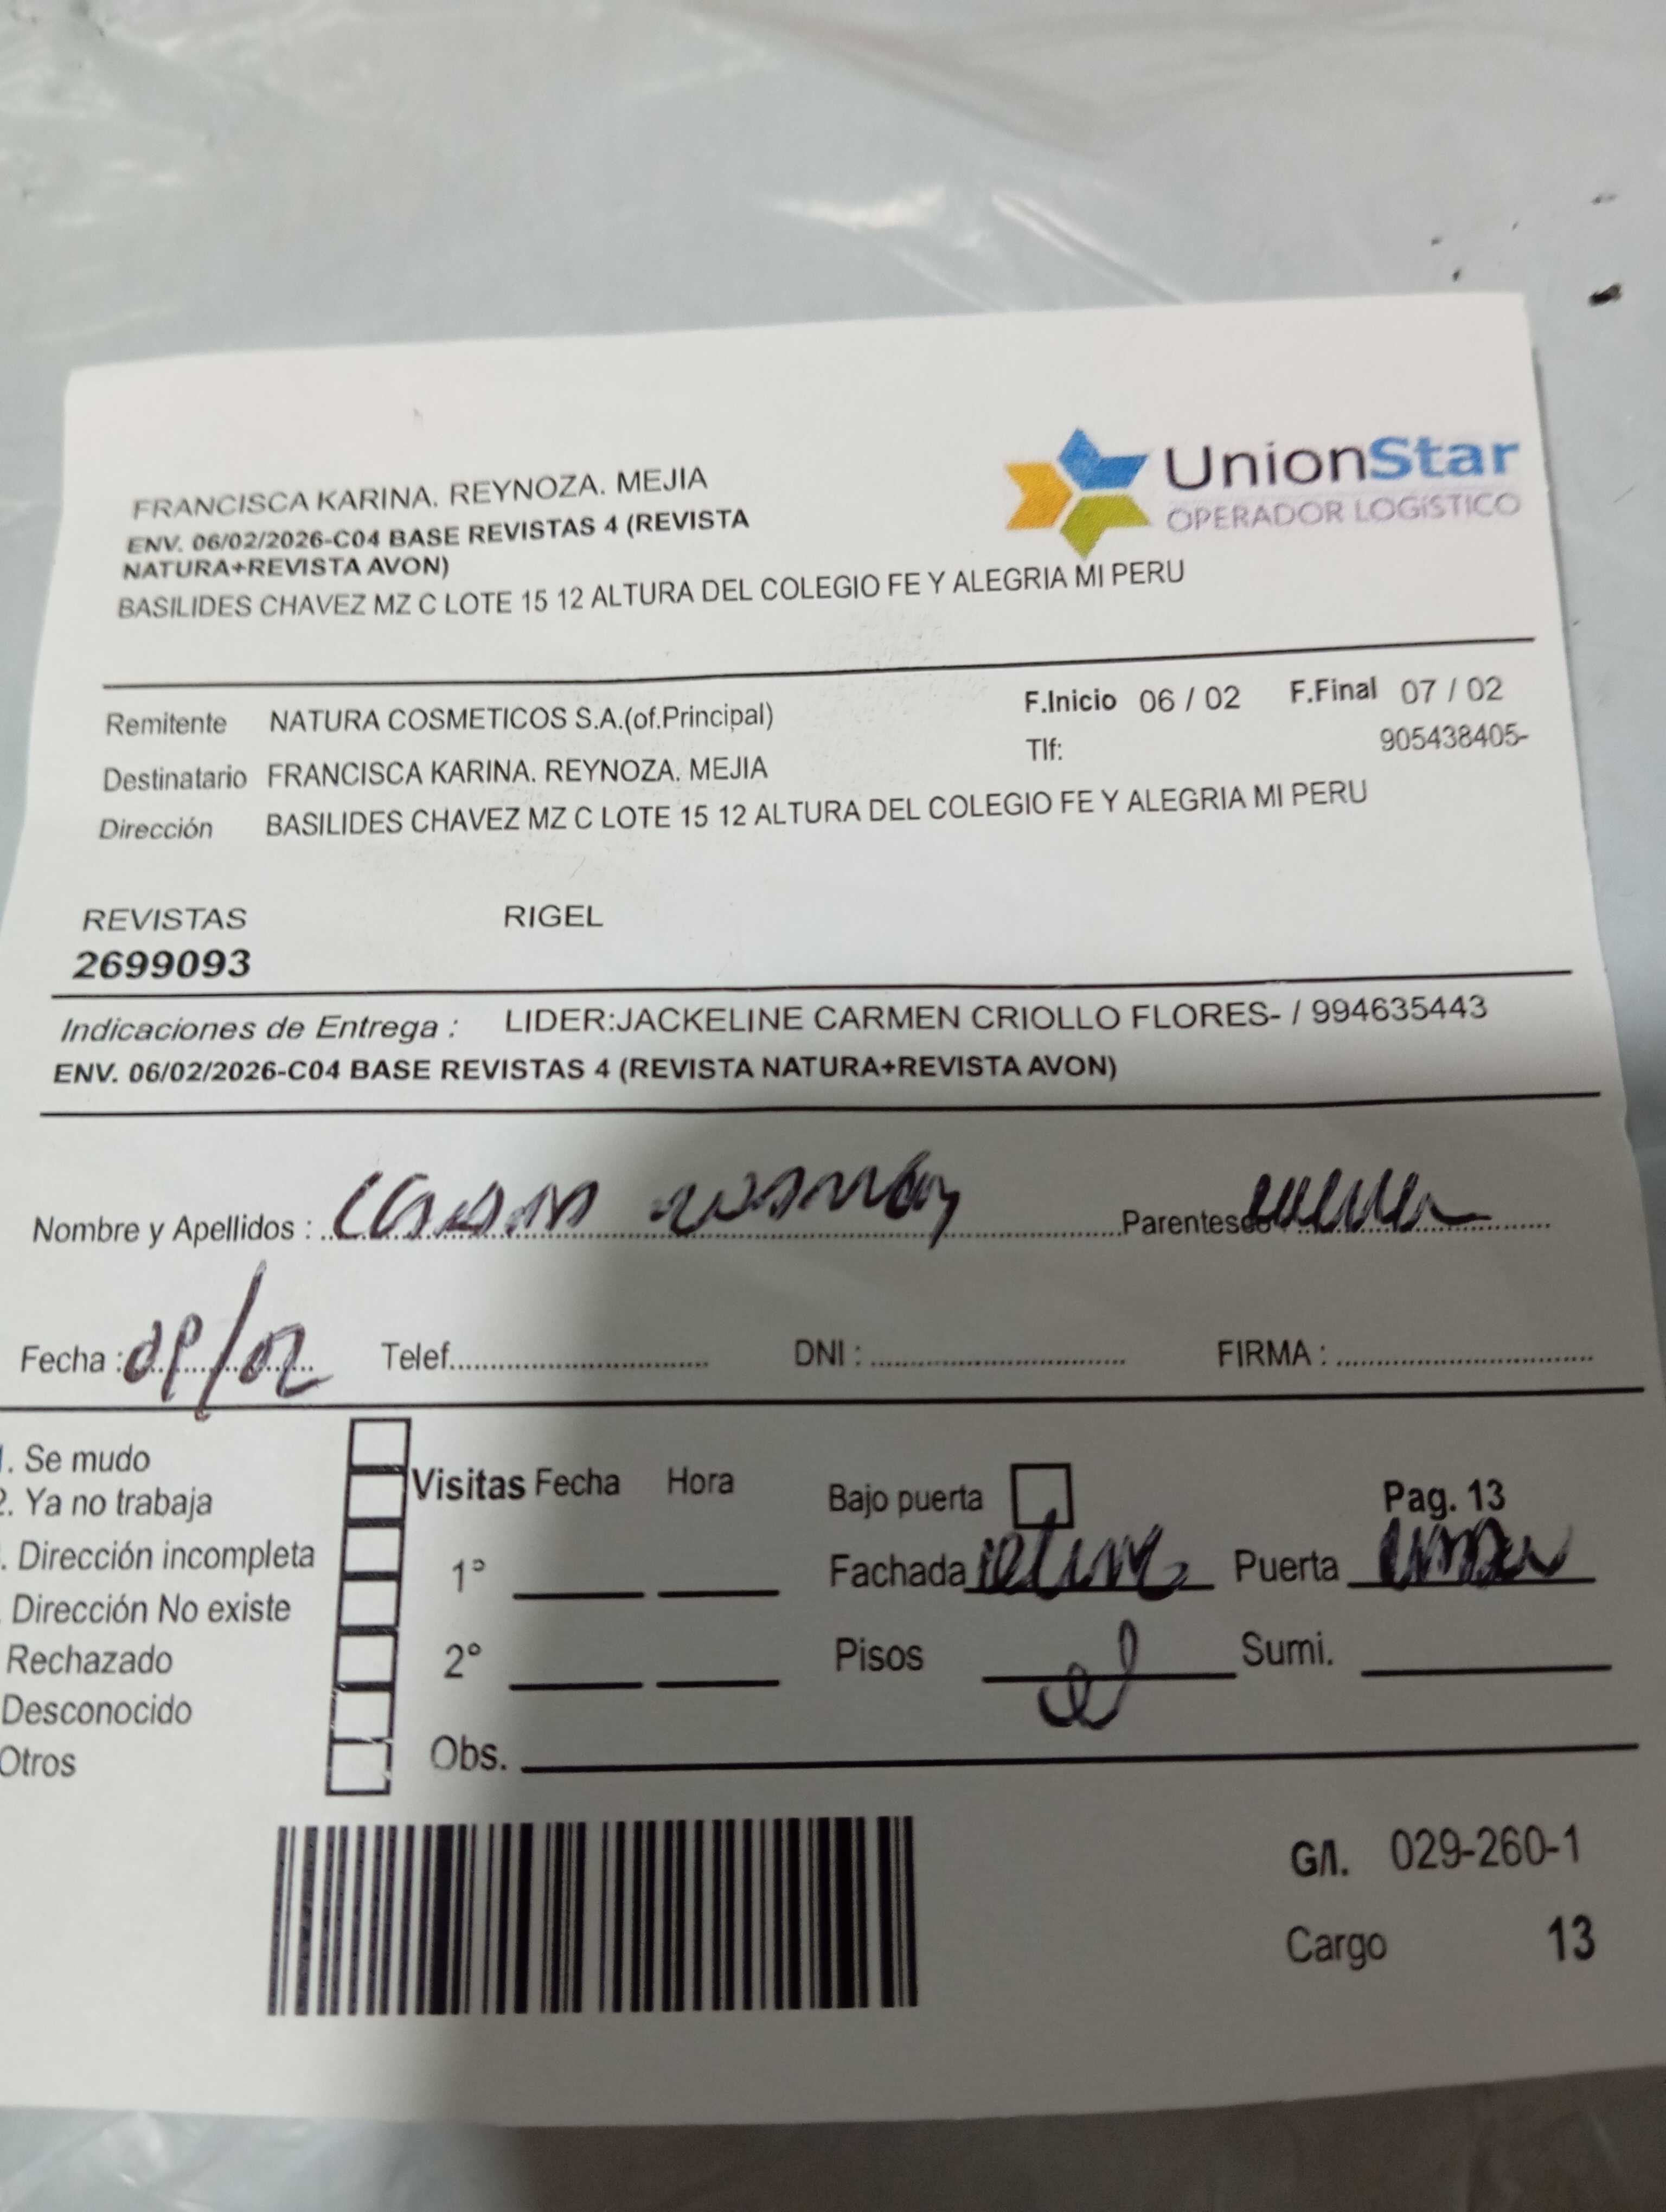 FRANCISCA KARINA. REYNOZA. MEJIA
ENV. 06/02/2026-C04 BASE REVISTAS 4 (REVISTA
NATURA+REVISTA AVON)
BASILIDES CHAVEZ MZ C LOTE 15 12 ALTURA DEL COLEGIO FE Y ALEGRIA MI PERU
UnionStar
OPERADOR LOGÍSTICO
Remitente NATURA COSMETICOS S.A.(of.Principal) F.Inicio 06 / 02 F.Final 07 / 02
Tlf: 905438405-
Destinatario FRANCISCA KARINA. REYNOZA. MEJIA
Dirección BASILIDES CHAVEZ MZ C LOTE 15 12 ALTURA DEL COLEGIO FE Y ALEGRIA MI PERU
REVISTAS RIGEL
2699093
Indicaciones de Entrega : LIDER:JACKELINE CARMEN CRIOLLO FLORES- / 994635443
ENV. 06/02/2026-C04 BASE REVISTAS 4 (REVISTA NATURA+REVISTA AVON)
Nombre y Apellidos : Parentesco
Fecha : Telef. DNI : FIRMA :
1. Se mudo
2. Ya no trabaja
. Dirección incompleta
. Dirección No existe
Rechazado
Desconocido
Otros
Visitas Fecha Hora
1º
2º
Obs.
Bajo puerta Pag. 13
Fachada Puerta
Pisos Sumi.
G/I. 029-260-1
Cargo 13